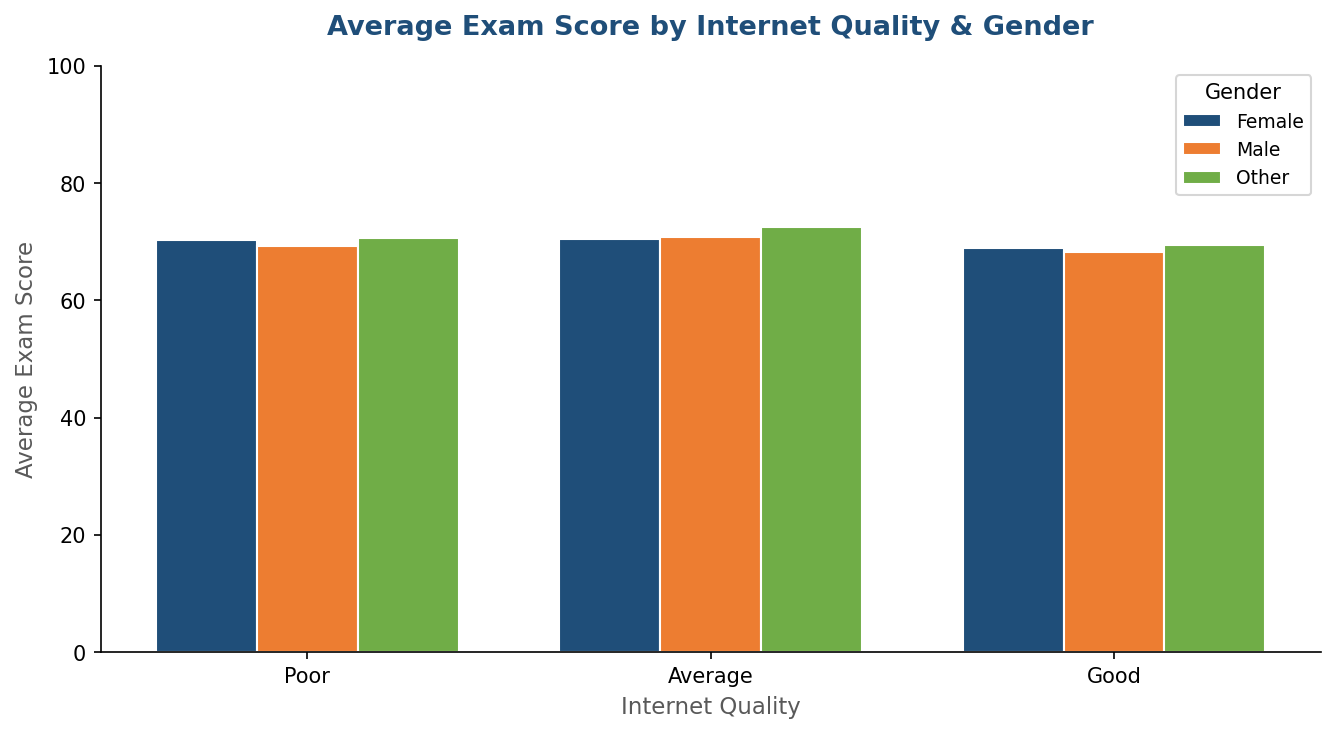 Average Exam Score by Internet Quality & Gender
100
80
60
40
20
0
Average Exam Score
Gender
Female
Male
Other
Poor
Average
Good
Internet Quality